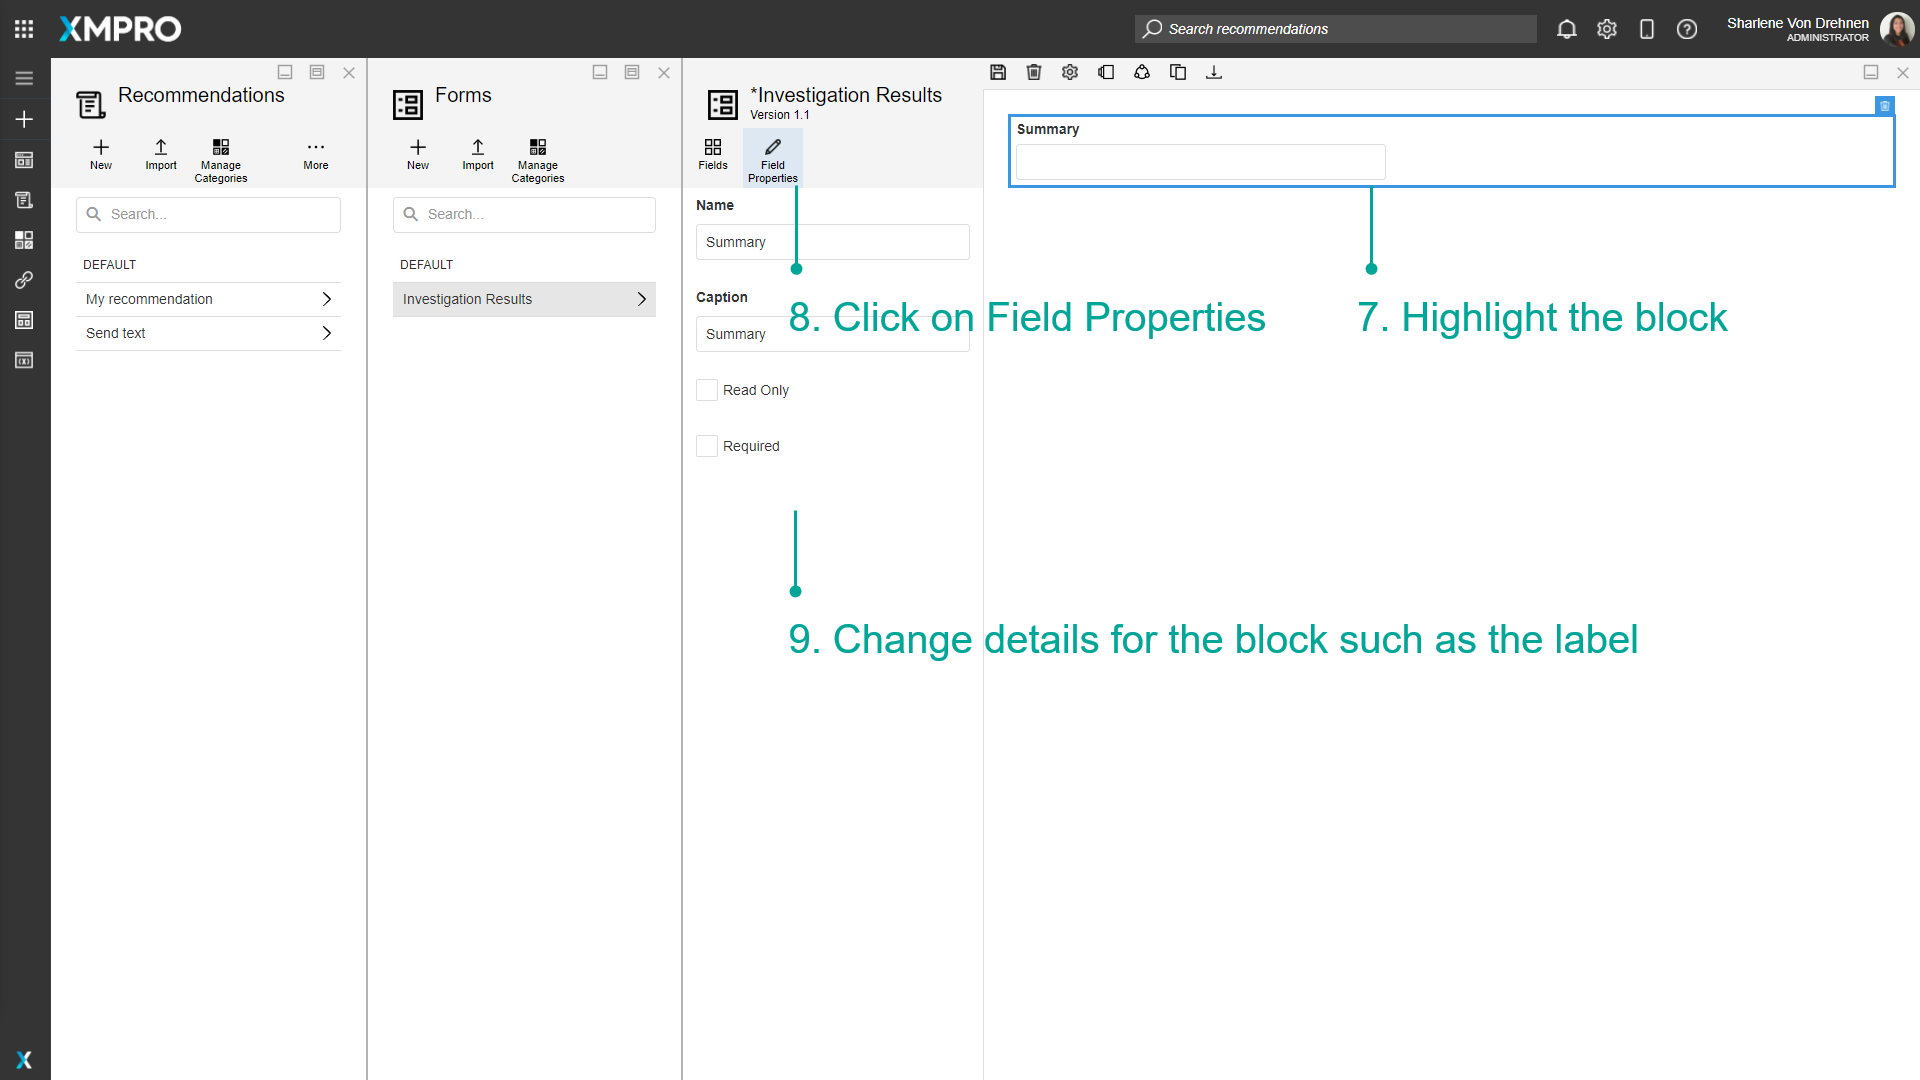 XMPRO
Search recommendations
Sharlene Von Drehnen
ADMINISTRATOR
Recommendations
New
Import
Manage
Categories
More
Search...
DEFAULT
My recommendation
Send text
Forms
New
Import
Manage
Categories
Search...
DEFAULT
Investigation Results
*Investigation Results
Version 1.1
Fields
Field
Properties
Name
Summary
Caption
Summary
Read Only
Required
Summary
7. Highlight the block
8. Click on Field Properties
9. Change details for the block such as the label